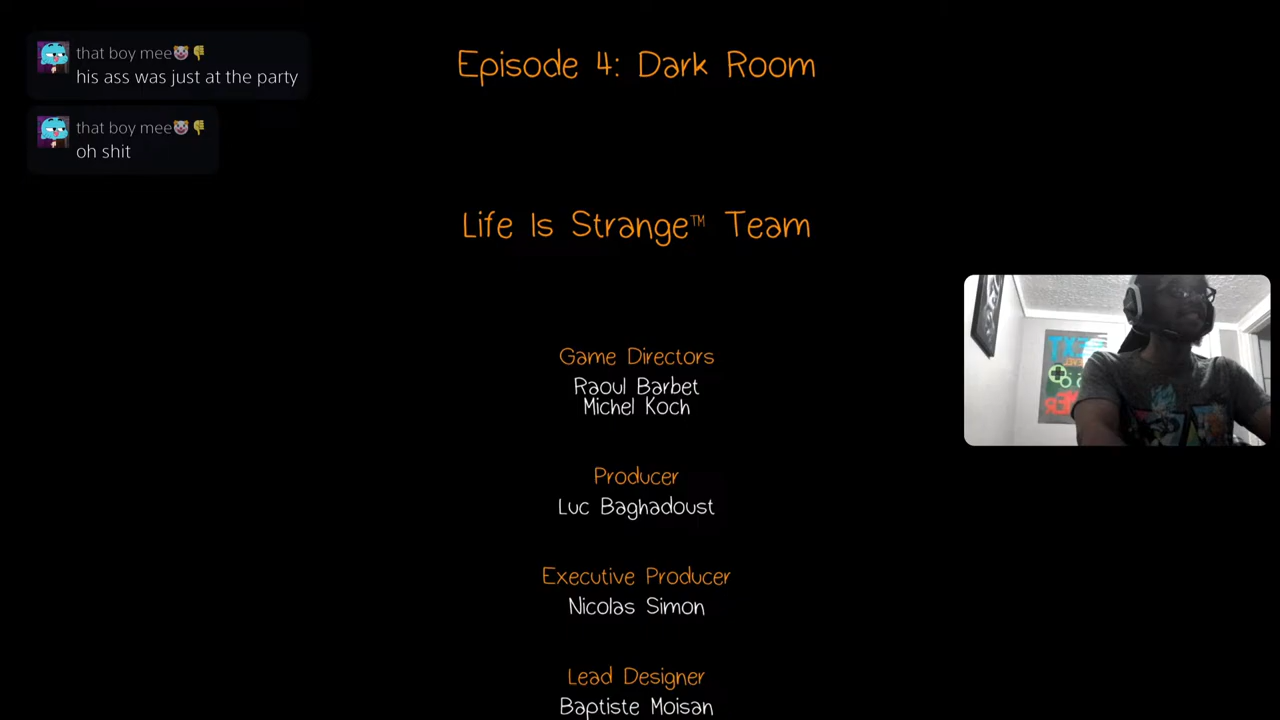 that boy mee🤡👎
his ass was just at the party
that boy mee🤡👎
oh shit
Episode 4: Dark Room
Life Is Strange™ Team
Game Directors
Raoul Barbet
Michel Koch
Producer
Luc Baghadoust
Executive Producer
Nicolas Simon
Lead Designer
Baptiste Moisan